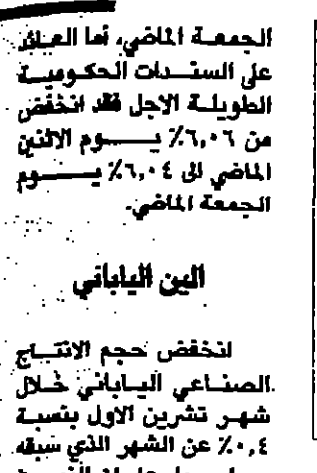 الجمعة الماضي، أما العائد
على السندات الحكومية
الطويلة الاجل فقد انخفض
من ٦,٠٦٪ يوم الاثنين
الماضي الى ٦,٠٤٪ يوم
الجمعة الماضي.
الين الياباني
انخفض حجم الانتاج
الصناعي الياباني خلال
شهر تشرين الاول بنسبة
٠,٤٪ عن الشهر الذي سبقه